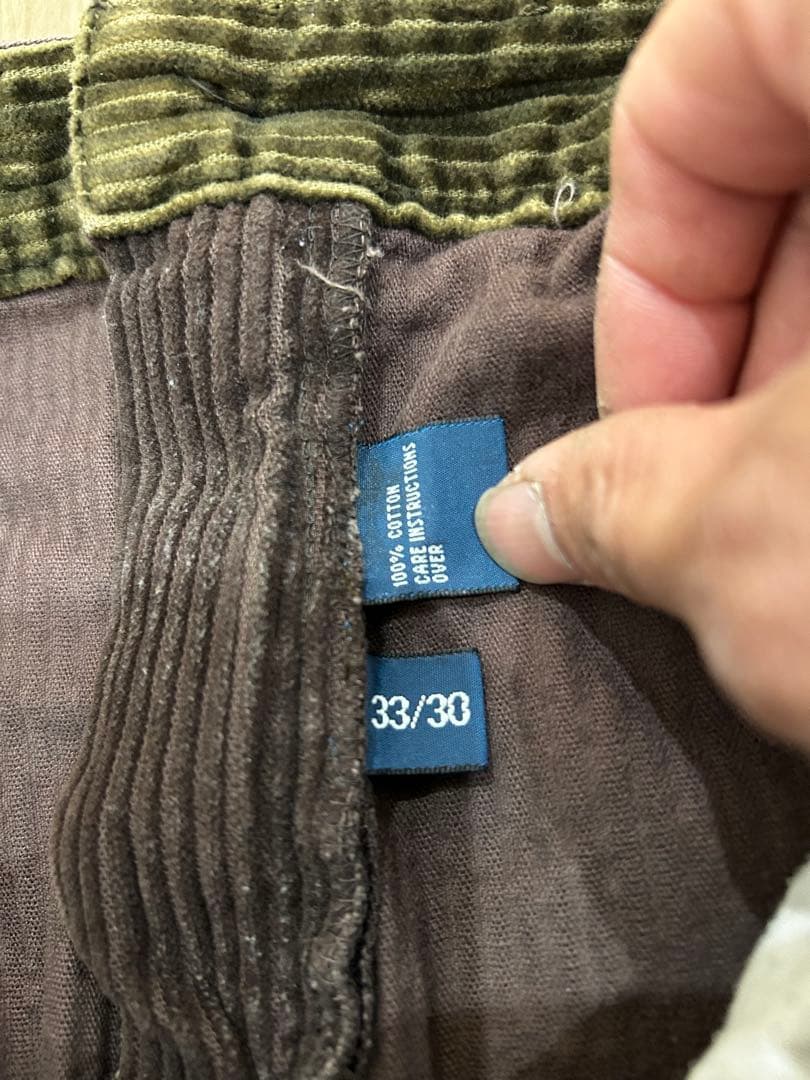 100% COTTON
CARE INSTRUCTIONS
OVER
33/30